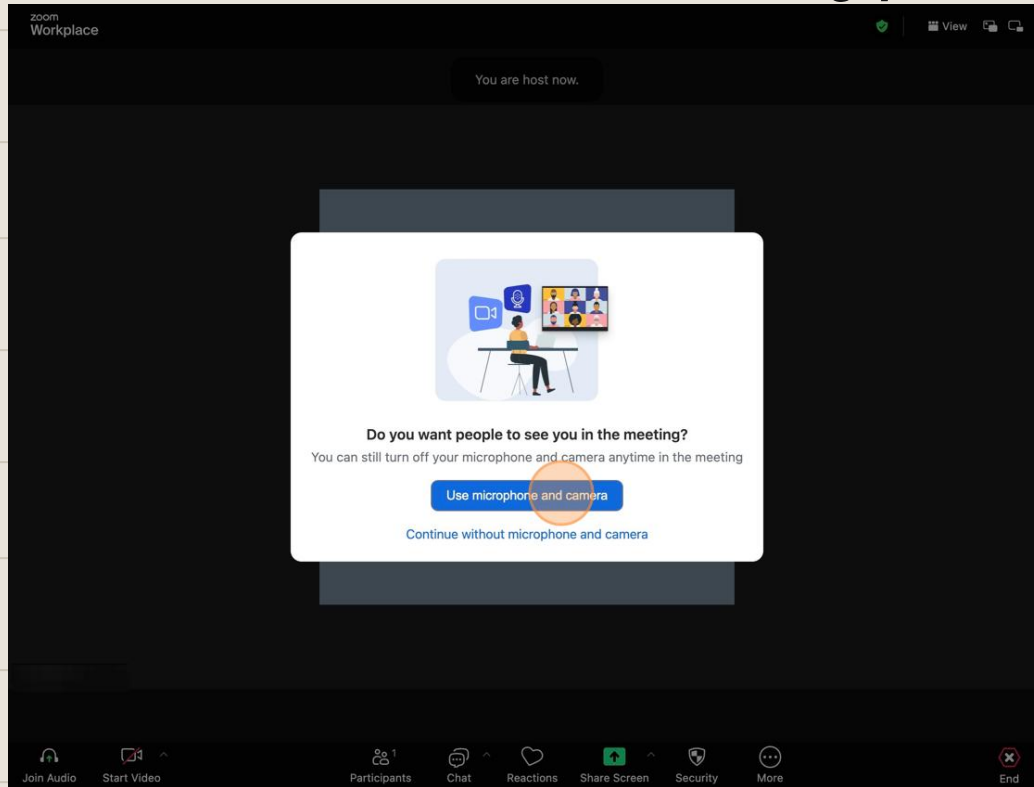 zoom
Workplace
View
You are host now.
Do you want people to see you in the meeting?
You can still turn off your microphone and camera anytime in the meeting
Use microphone and camera
Continue without microphone and camera
Join Audio
Start Video
1
Participants
Chat
Reactions
Share Screen
Security
More
End